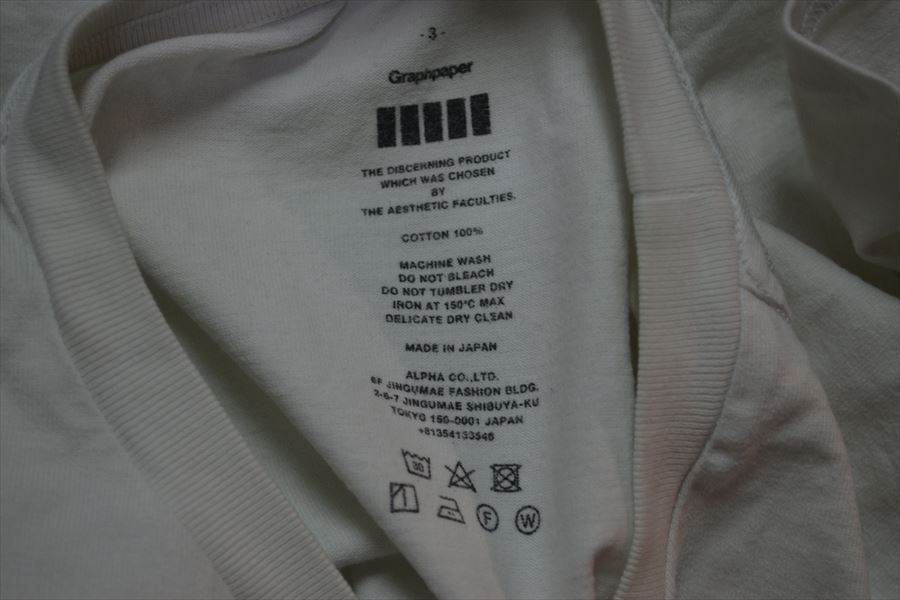 - 3 -
Graphpaper
THE DISCERNING PRODUCT
WHICH WAS CHOSEN
BY
THE AESTHETIC FACULTIES.
COTTON 100%
MACHINE WASH
DO NOT BLEACH
DO NOT TUMBLER DRY
IRON AT 150°C MAX
DELICATE DRY CLEAN
MADE IN JAPAN
ALPHA CO.,LTD.
6F JINGUMAE FASHION BLDG.
2-6-7 JINGUMAE SHIBUYA-KU
TOKYO 150-0001 JAPAN
+81354133546
30
F W